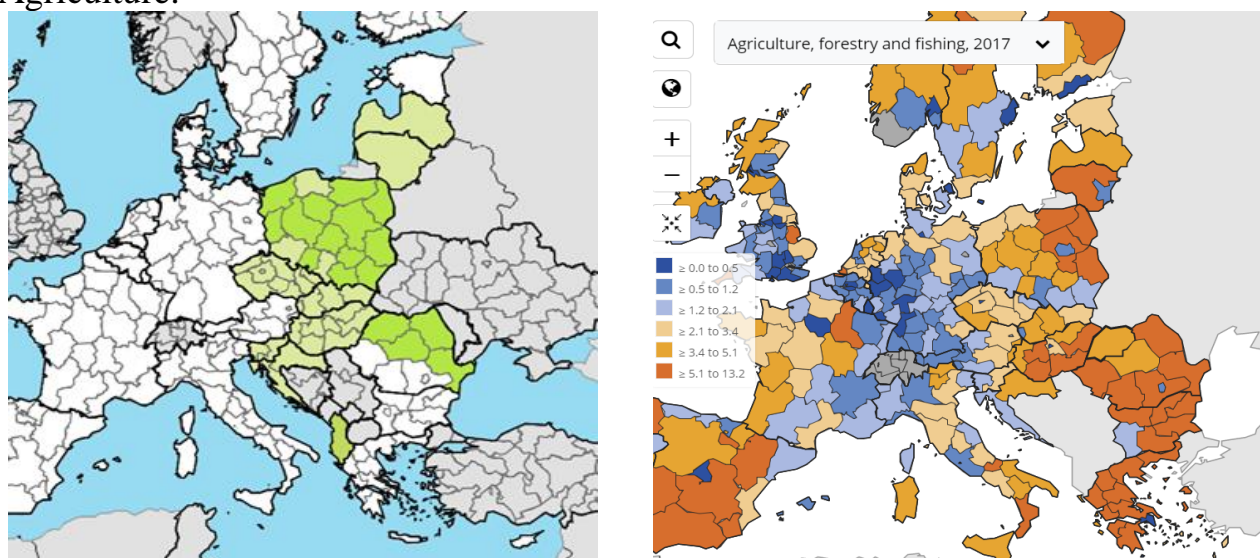 Agriculture.
Agriculture, forestry and fishing, 2017
+
−
≥ 0.0 to 0.5
≥ 0.5 to 1.2
≥ 1.2 to 2.1
≥ 2.1 to 3.4
≥ 3.4 to 5.1
≥ 5.1 to 13.2